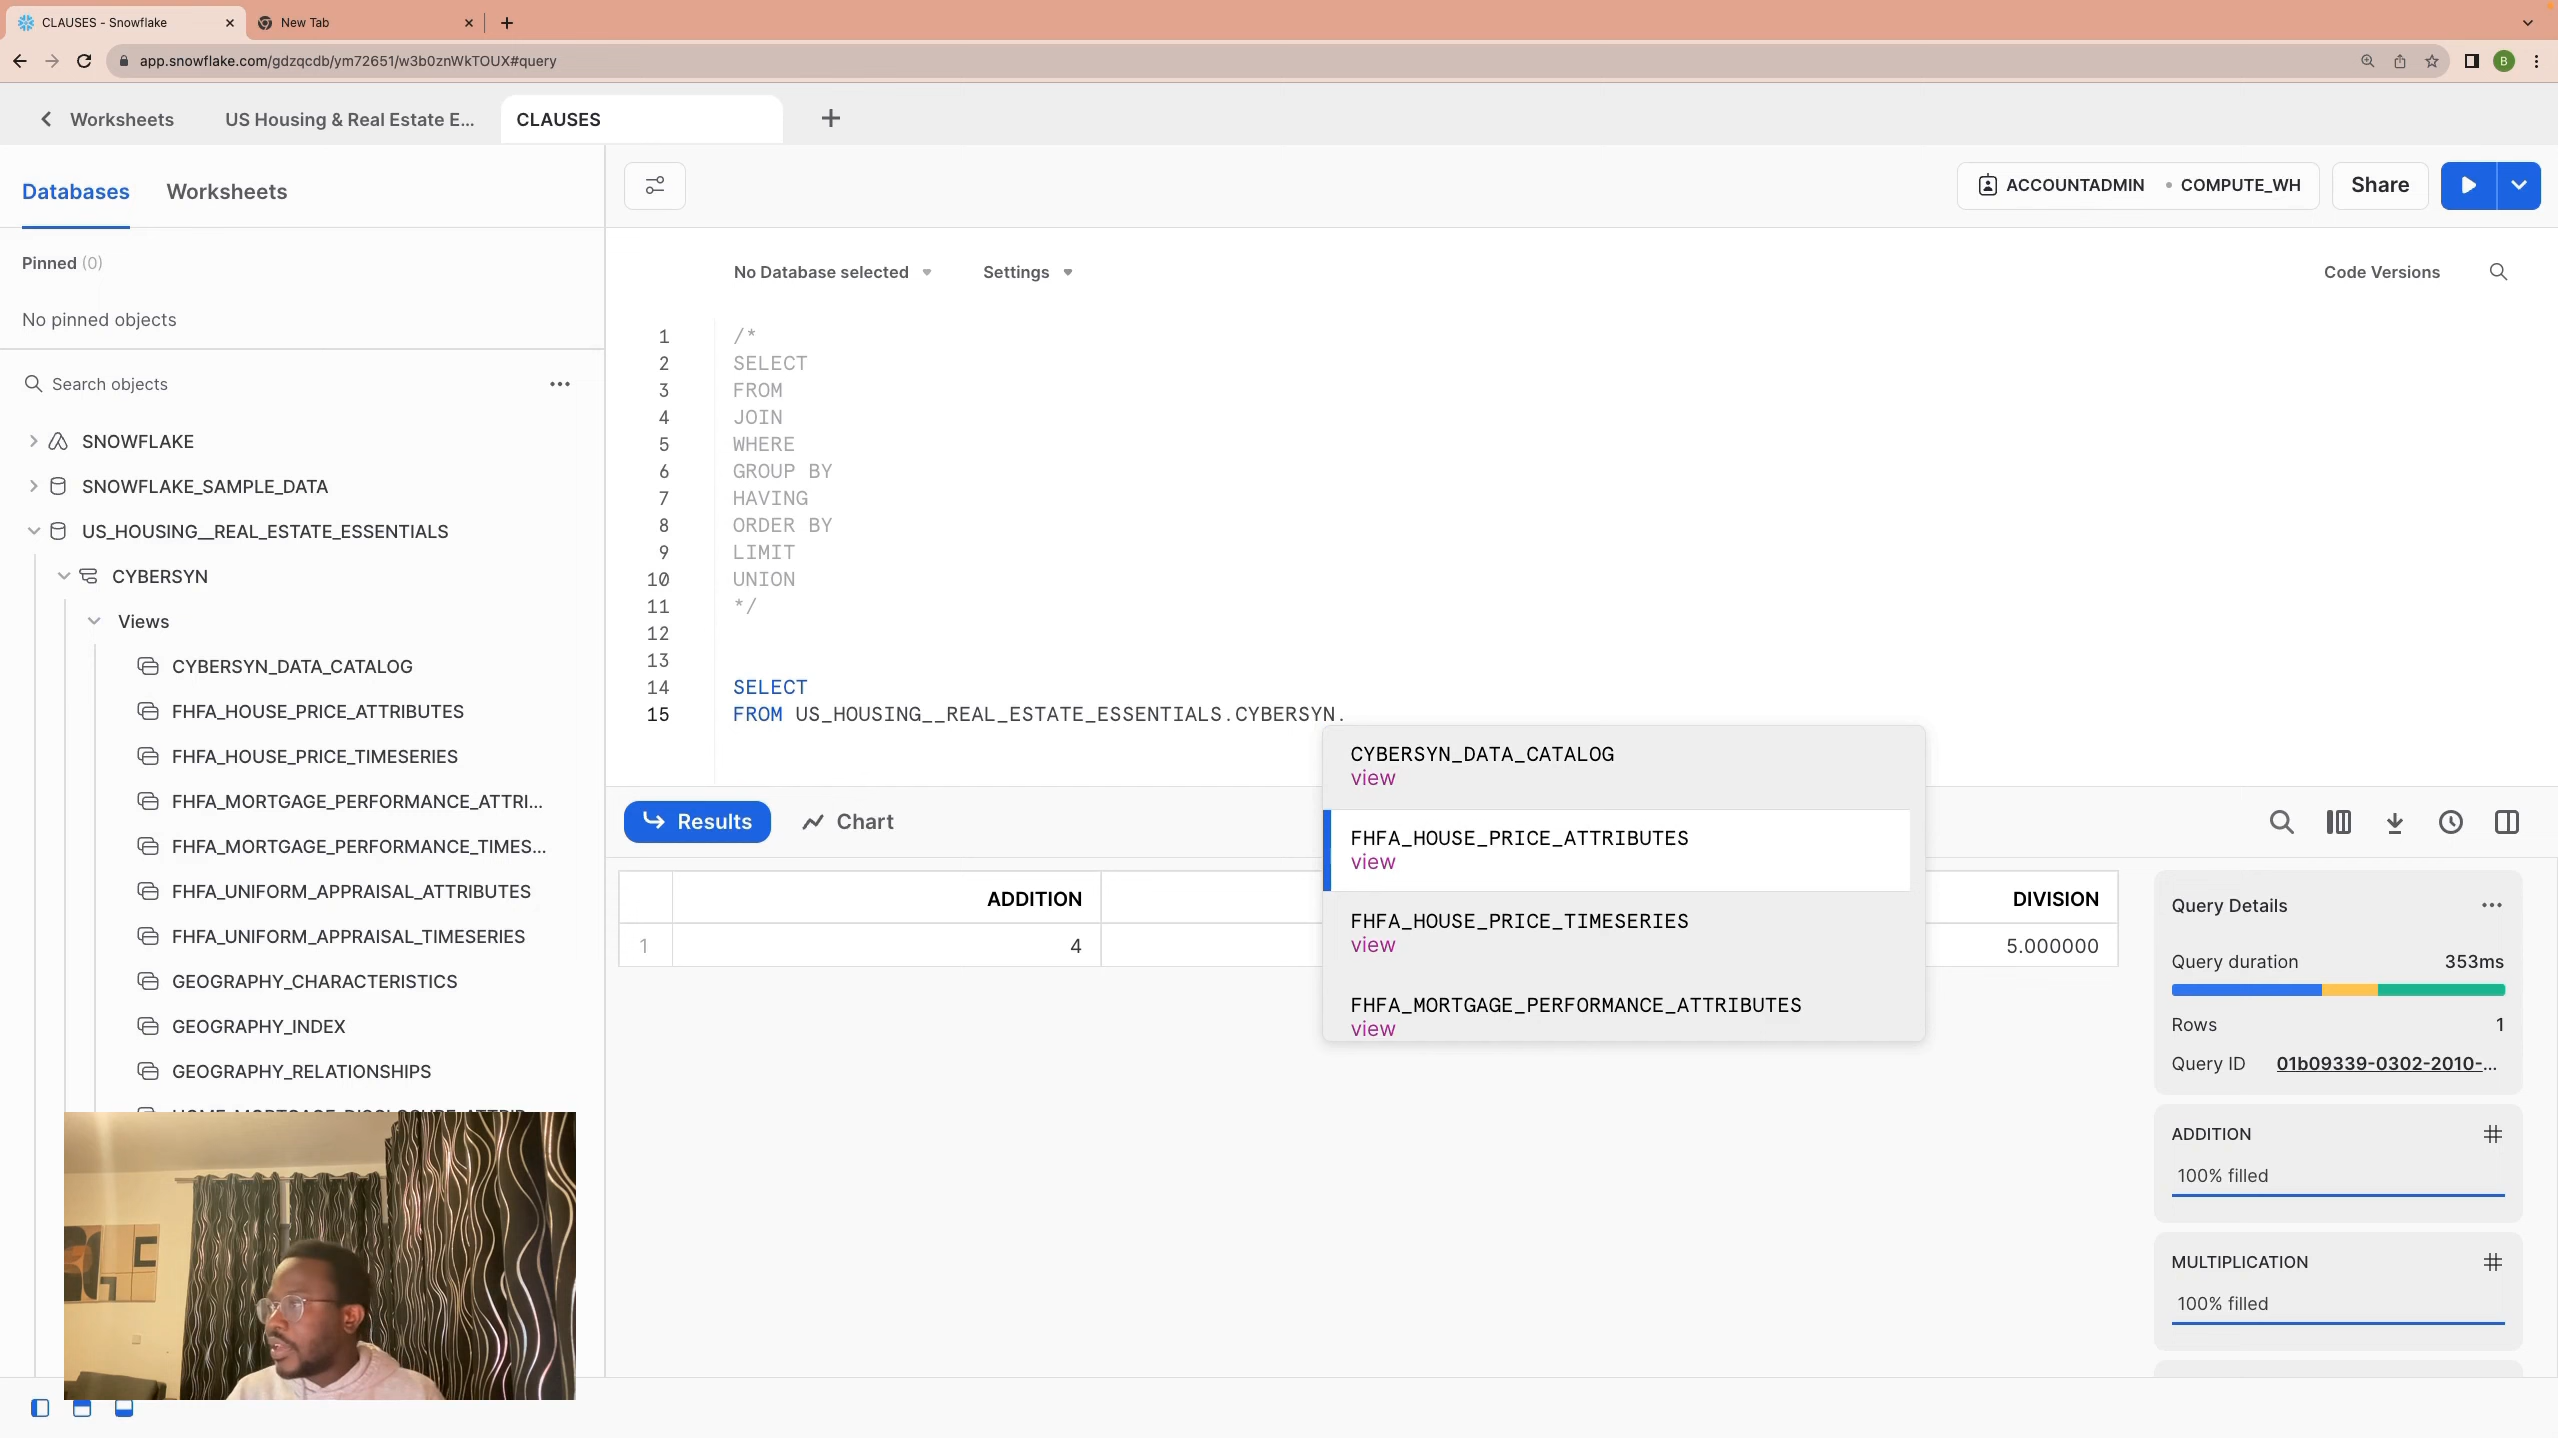 CLAUSES - Snowflake
New Tab
app.snowflake.com/gdzqcdb/ym72651/w3b0znWkTOUX#query
B
Worksheets
US Housing & Real Estate E...
CLAUSES
Databases
Worksheets
ACCOUNTADMIN
COMPUTE_WH
Share
Pinned (0)
No pinned objects
Search objects
SNOWFLAKE
SNOWFLAKE_SAMPLE_DATA
US_HOUSING__REAL_ESTATE_ESSENTIALS
CYBERSYN
Views
CYBERSYN_DATA_CATALOG
FHFA_HOUSE_PRICE_ATTRIBUTES
FHFA_HOUSE_PRICE_TIMESERIES
FHFA_MORTGAGE_PERFORMANCE_ATTRI...
FHFA_MORTGAGE_PERFORMANCE_TIMES...
FHFA_UNIFORM_APPRAISAL_ATTRIBUTES
FHFA_UNIFORM_APPRAISAL_TIMESERIES
GEOGRAPHY_CHARACTERISTICS
GEOGRAPHY_INDEX
GEOGRAPHY_RELATIONSHIPS
No Database selected
Settings
Code Versions
1 /*
2 SELECT
3 FROM
4 JOIN
5 WHERE
6 GROUP BY
7 HAVING
8 ORDER BY
9 LIMIT
10 UNION
11 */
12
13
14 SELECT
15 FROM US_HOUSING__REAL_ESTATE_ESSENTIALS.CYBERSYN.
CYBERSYN_DATA_CATALOG
view
FHFA_HOUSE_PRICE_ATTRIBUTES
view
FHFA_HOUSE_PRICE_TIMESERIES
view
FHFA_MORTGAGE_PERFORMANCE_ATTRIBUTES
view
Results
Chart
ADDITION
DIVISION
1
4
5.000000
Query Details
Query duration
353ms
Rows
1
Query ID
01b09339-0302-2010-...
ADDITION
100% filled
MULTIPLICATION
100% filled